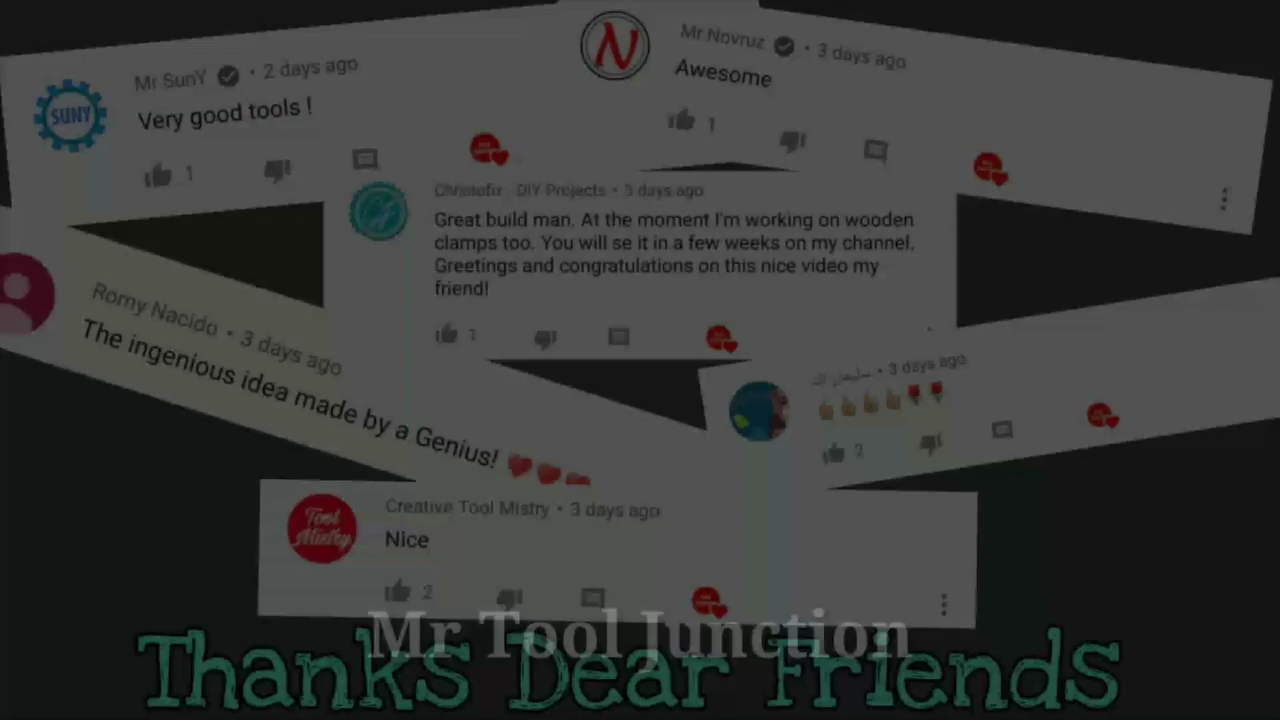 Mr SunY • 2 days ago
SUNY
Very good tools !
1
N
Mr Novruz • 3 days ago
Awesome
1
Christofix . DIY Projects • 3 days ago
Great build man. At the moment I'm working on wooden
clamps too. You will se it in a few weeks on my channel.
Greetings and congratulations on this nice video my
friend!
1
Romy Nacido • 3 days ago
The ingenious idea made by a Genius!
• 3 days ago
2
Creative Tool Mistry • 3 days ago
Tool
Mistry
Nice
2
Mr Tool Junction
Thanks Dear Friends